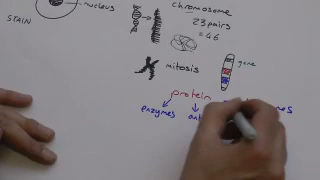 nucleus
STAIN
chromosome
23 pairs
= 46
mitosis
gene
protein
enzymes